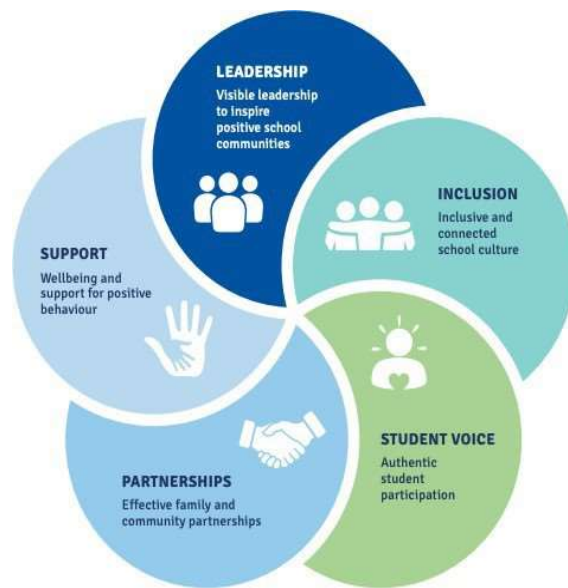 LEADERSHIP
Visible leadership
to inspire
positive school
communities
INCLUSION
Inclusive and
connected
school culture
STUDENT VOICE
Authentic
student
participation
PARTNERSHIPS
Effective family and
community partnerships
SUPPORT
Wellbeing and
support for positive
behaviour